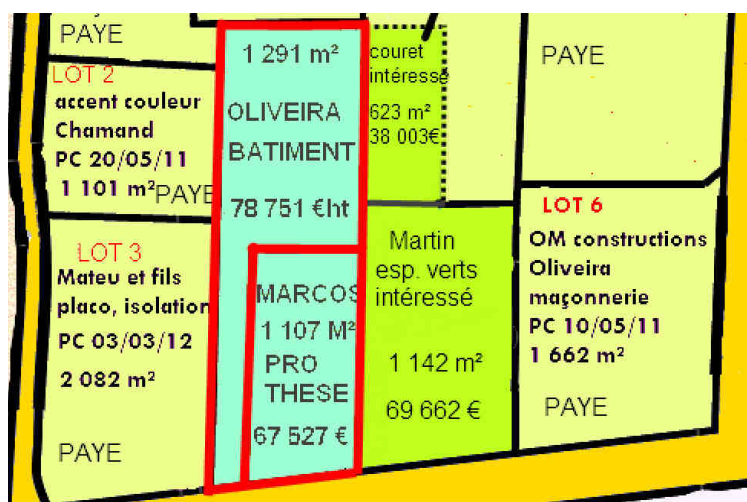 PAYE
LOT 2
accent couleur
Chamand
PC 20/05/11
1 101 m² PAYE
LOT 3
Mateu et fils
placo, isolation
PC 03/03/12
2 082 m²
PAYE
1 291 m²
OLIVEIRA
BATIMENT
78 751 €ht
MARCOS
1 107 M²
PRO
THESE
67 527 €
couret
intéressé
623 m²
38 003€
Martin
esp. verts
intéressé
1 142 m²
69 662 €
PAYE
LOT 6
OM constructions
Oliveira
maçonnerie
PC 10/05/11
1 662 m²
PAYE